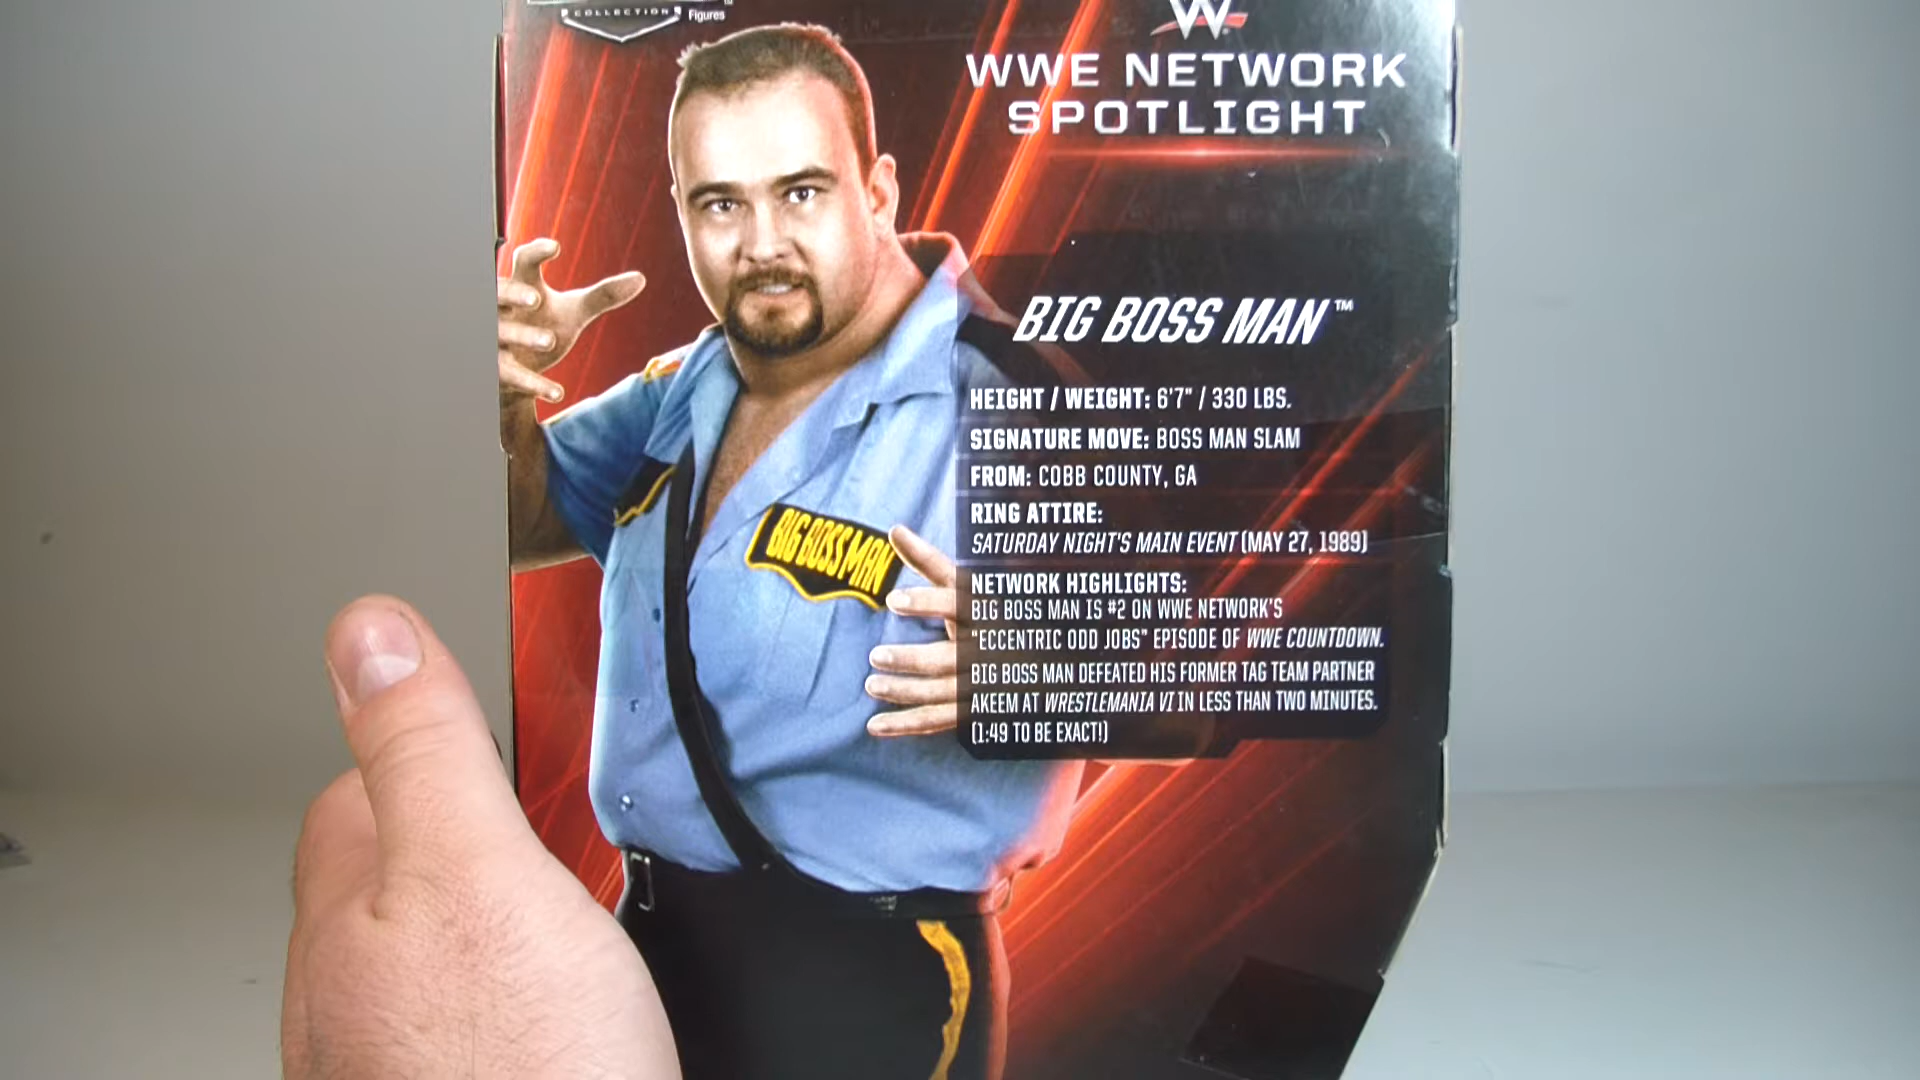 COLLECTION
Figures
W
WWE NETWORK
SPOTLIGHT
BIG BOSS MAN™
HEIGHT / WEIGHT: 6'7" / 330 LBS.
SIGNATURE MOVE: BOSS MAN SLAM
FROM: COBB COUNTY, GA
RING ATTIRE:
SATURDAY NIGHT'S MAIN EVENT (MAY 27, 1989)
NETWORK HIGHLIGHTS:
BIG BOSS MAN IS #2 ON WWE NETWORK'S
"ECCENTRIC ODD JOBS" EPISODE OF WWE COUNTDOWN.
BIG BOSS MAN DEFEATED HIS FORMER TAG TEAM PARTNER
AKEEM AT WRESTLEMANIA VI IN LESS THAN TWO MINUTES.
(1:49 TO BE EXACT!)
BIG BOSS MAN